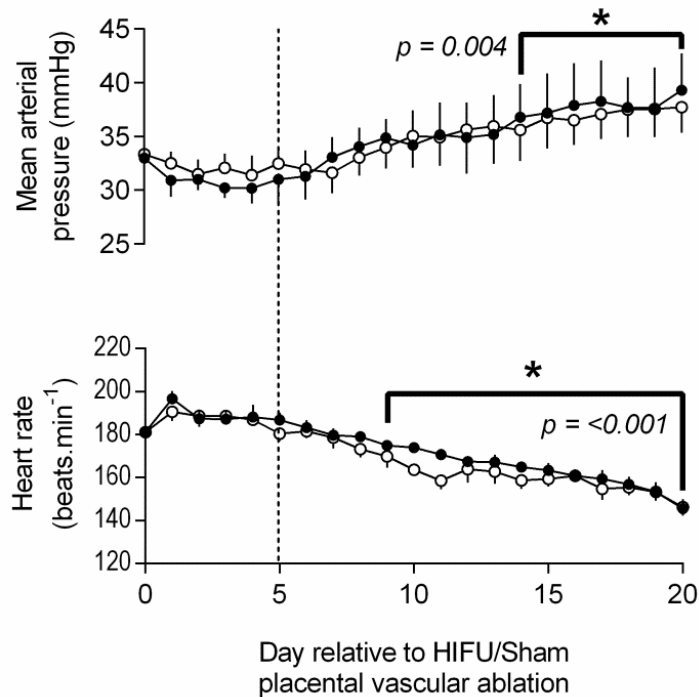 Mean arterial
pressure (mmHg)
45
40
35
30
25
p = 0.004
*
Heart rate
(beats.min⁻¹)
220
200
180
160
140
120
*
p = <0.001
0
5
10
15
20
Day relative to HIFU/Sham
placental vascular ablation